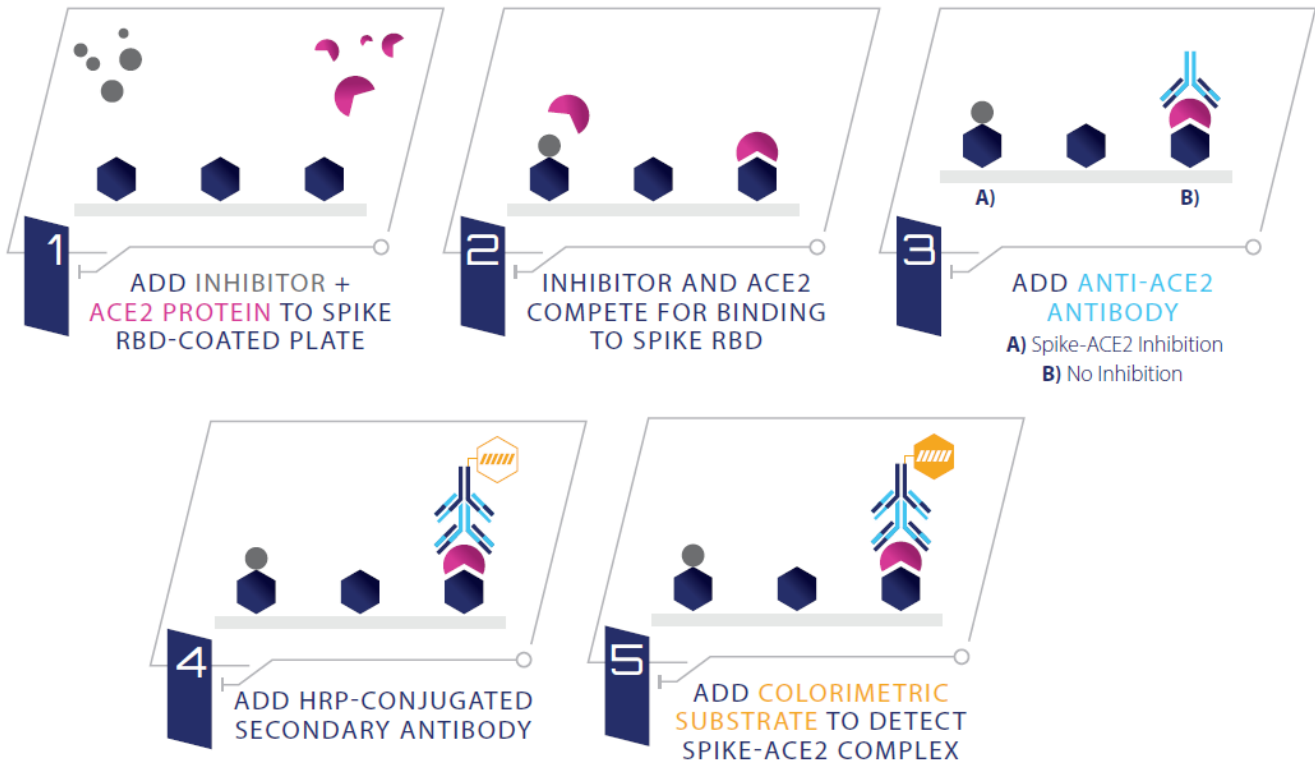 1
ADD INHIBITOR +
ACE2 PROTEIN TO SPIKE
RBD-COATED PLATE
2
INHIBITOR AND ACE2
COMPETE FOR BINDING
TO SPIKE RBD
A)
B)
3
ADD ANTI-ACE2
ANTIBODY
A) Spike-ACE2 Inhibition
B) No Inhibition
4
ADD HRP-CONJUGATED
SECONDARY ANTIBODY
5
ADD COLORIMETRIC
SUBSTRATE TO DETECT
SPIKE-ACE2 COMPLEX